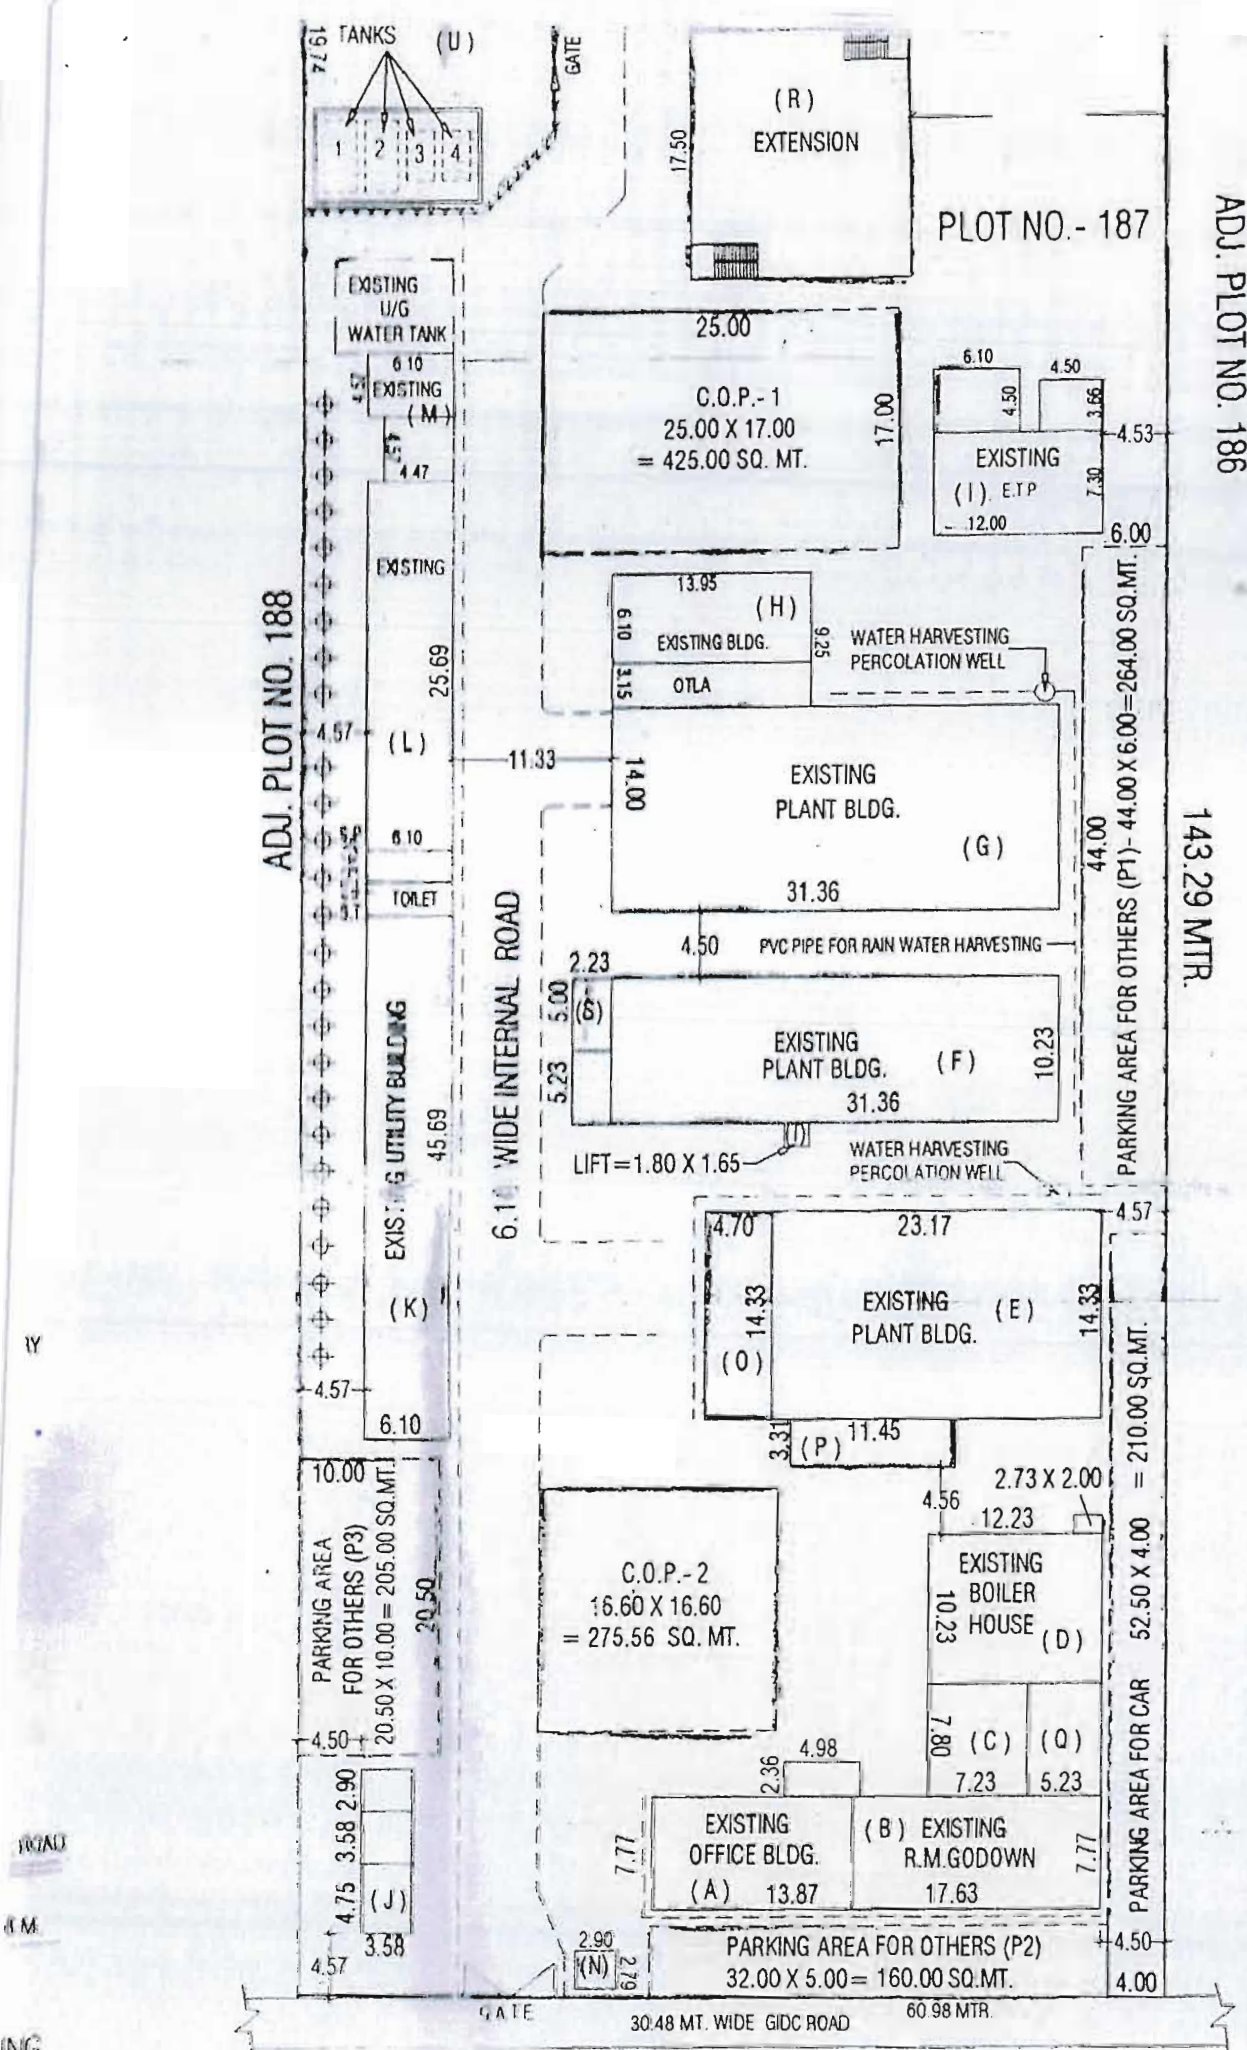 19.74
TANKS
(U)
GATE
1
2
3
4
(R)
EXTENSION
17.50
PLOT NO.- 187
ADJ. PLOT NO. 186
EXISTING
U/G
WATER TANK
6.10
4.57
EXISTING
(M)
4.57
4.47
25.00
C.O.P.- 1
25.00 X 17.00
= 425.00 SQ. MT.
17.00
6.10
4.50
4.50
3.66
4.53
EXISTING
(I). E.T.P
7.30
12.00
6.00
EXISTING
25.69
ADJ. PLOT NO. 188
4.57
(L)
11.33
13.95
(H)
6.10
EXISTING BLDG.
9.25
3.15
OTLA
WATER HARVESTING
PERCOLATION WELL
PARKING AREA FOR OTHERS (P1)- 44.00 X 6.00=264.00 SQ.MT.
14.00
EXISTING
PLANT BLDG.
(G)
31.36
44.00
143.29 MTR.
6.10
TOILET
4.50
PVC PIPE FOR RAIN WATER HARVESTING
2.23
5.00
5.23
EXISTING
PLANT BLDG.
(F)
10.23
31.36
LIFT=1.80 X 1.65
WATER HARVESTING
PERCOLATION WELL
EXISTING UTILITY BUILDING
45.69
WIDE INTERNAL ROAD
(K)
4.57
6.10
4.57
4.70
23.17
14.33
(O)
EXISTING
PLANT BLDG.
(E)
14.33
3.31
(P)
11.45
4.56
2.73 X 2.00
12.23
10.00
PARKING AREA
FOR OTHERS (P3)
20.50 X 10.00 = 205.00 SQ.MT.
20.50
4.50
C.O.P.- 2
16.60 X 16.60
= 275.56 SQ. MT.
EXISTING
BOILER
HOUSE
(D)
10.23
7.80
(C)
(Q)
7.23
5.23
PARKING AREA FOR CAR 52.50 X 4.00 = 210.00 SQ.MT.
4.98
2.36
2.90
3.58
4.75
(J)
3.58
4.57
7.77
EXISTING
OFFICE BLDG.
(A)
13.87
(B) EXISTING
R.M.GODOWN
17.63
7.77
2.90
(N)
2.79
PARKING AREA FOR OTHERS (P2)
32.00 X 5.00= 160.00 SQ.MT.
4.50
4.00
GATE
30.48 MT. WIDE GIDC ROAD
60.98 MTR.
ROAD